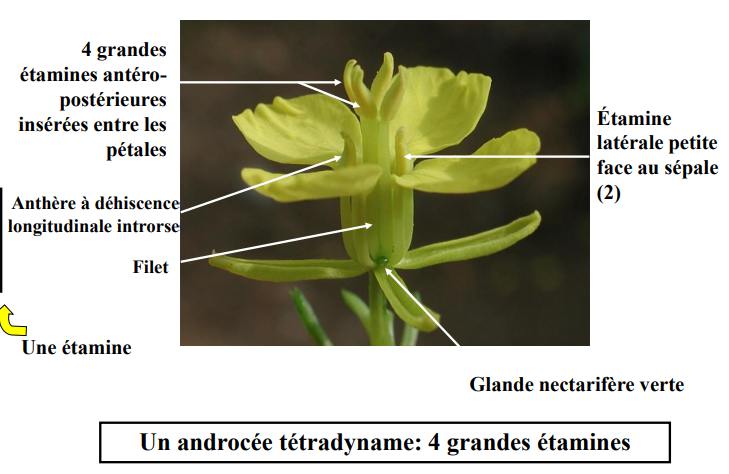 4 grandes
étamines antéro-
postérieures
insérées entre les
pétales
Étamine
latérale petite
face au sépale
(2)
Anthère à déhiscence
longitudinale introrse
Filet
Une étamine
Glande nectarifère verte
Un androcée tétradyname: 4 grandes étamines